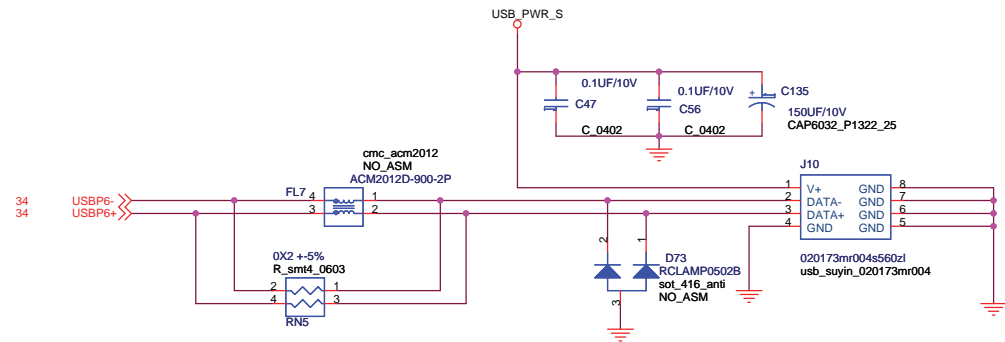 USB_PWR_S
0.1UF/10V
C47
C_0402
0.1UF/10V
C56
C_0402
+
C135
150UF/10V
CAP6032_P1322_25
cmc_acm2012
NO_ASM
ACM2012D-900-2P
FL7
4
1
3
2
34
USBP6-
34
USBP6+
0X2 +-5%
R_smt4_0603
2
1
4
3
RN5
2
1
3
D73
RCLAMP0502B
sot_416_anti
NO_ASM
J10
1
V+
GND
8
2
DATA-
GND
7
3
DATA+
GND
6
4
GND
GND
5
020173mr004s560zl
usb_suyin_020173mr004